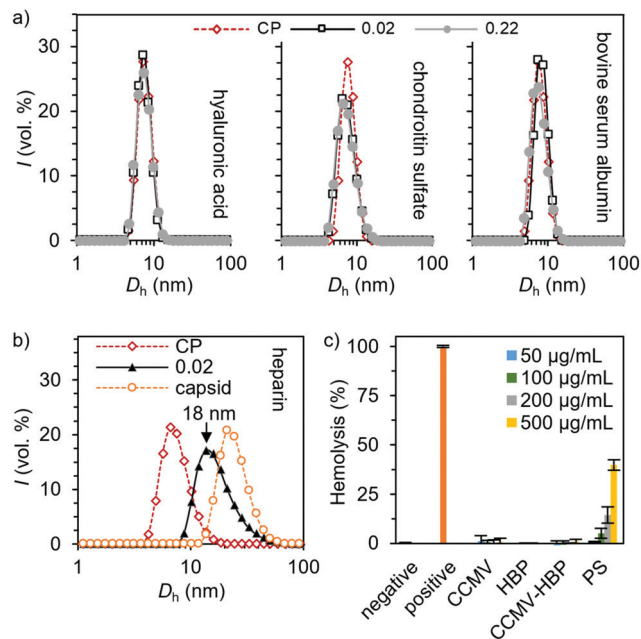 a)
CP
0.02
0.22
I (vol. %)
30
20
10
0
hyaluronic acid
chondroitin sulfate
bovine serum albumin
1 10 100
1 10 100
1 10 100
Dh (nm)
Dh (nm)
Dh (nm)
b)
CP
0.02
capsid
heparin
18 nm
I (vol. %)
30
20
10
0
1 10 100
Dh (nm)
c)
50 µg/mL
100 µg/mL
200 µg/mL
500 µg/mL
Hemolysis (%)
100
75
50
25
0
negative
positive
CCMV
HBP
CCMV-HBP
PS